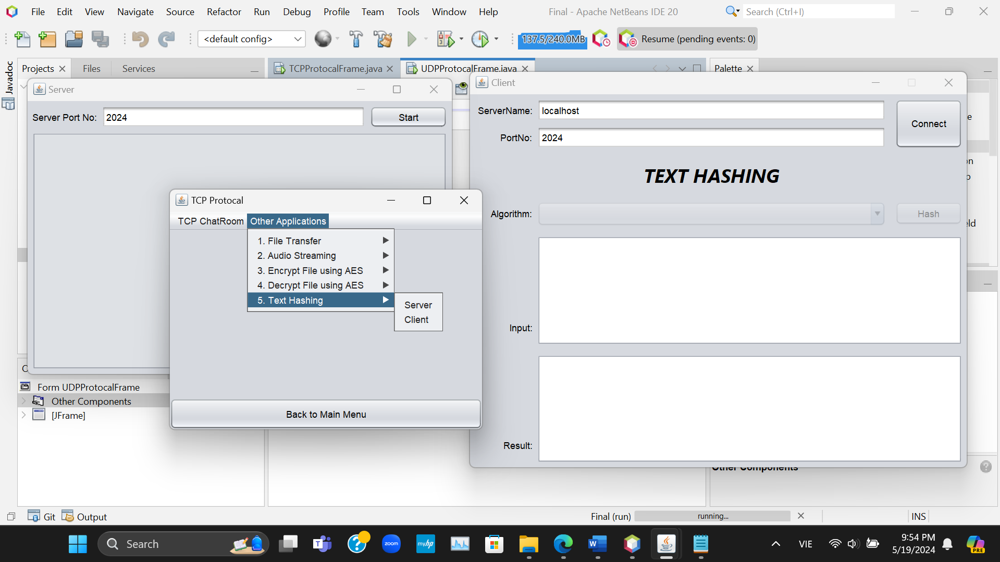 File Edit View Navigate Source Refactor Run Debug Profile Team Tools Window Help
Final - Apache NetBeans IDE 20
Search (Ctrl+I)
<default config>
137.5/240.0MB
Resume (pending events: 0)
Javadoc
Projects
Files
Services
TCPProtocalFrame.java
UDPProtocalFrame.java
Palette
Server
Server Port No: 2024
Start
Client
ServerName: localhost
PortNo: 2024
Connect
TEXT HASHING
Algorithm:
Hash
Input:
Result:
TCP Protocal
TCP ChatRoom
Other Applications
1. File Transfer
2. Audio Streaming
3. Encrypt File using AES
4. Decrypt File using AES
5. Text Hashing
Server
Client
Back to Main Menu
Form UDPProtocalFrame
Other Components
[JFrame]
Other Components
Git
Output
Final (run)
running...
INS
Search
zoom
myhp
VIE
9:54 PM
5/19/2024
PRE